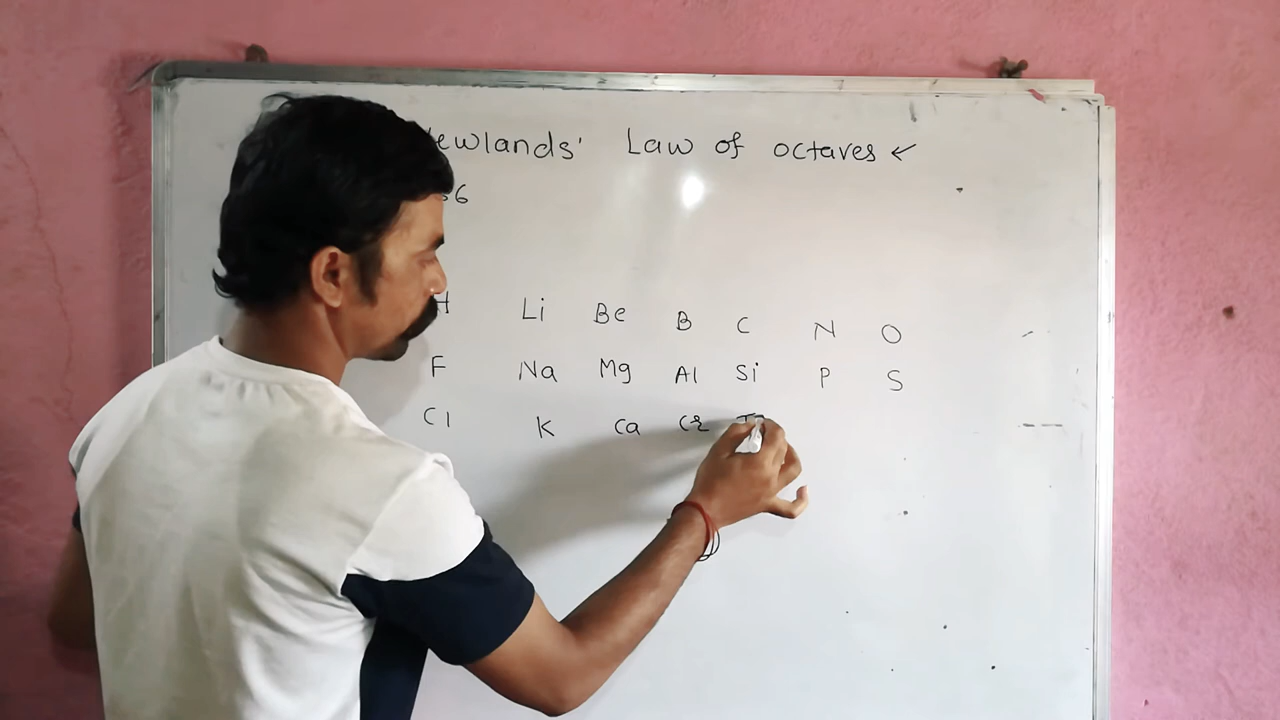 ewlands' Law of octaves ←
6
H Li Be B C N O
F Na Mg Al Si P S
Cl K Ca Cr